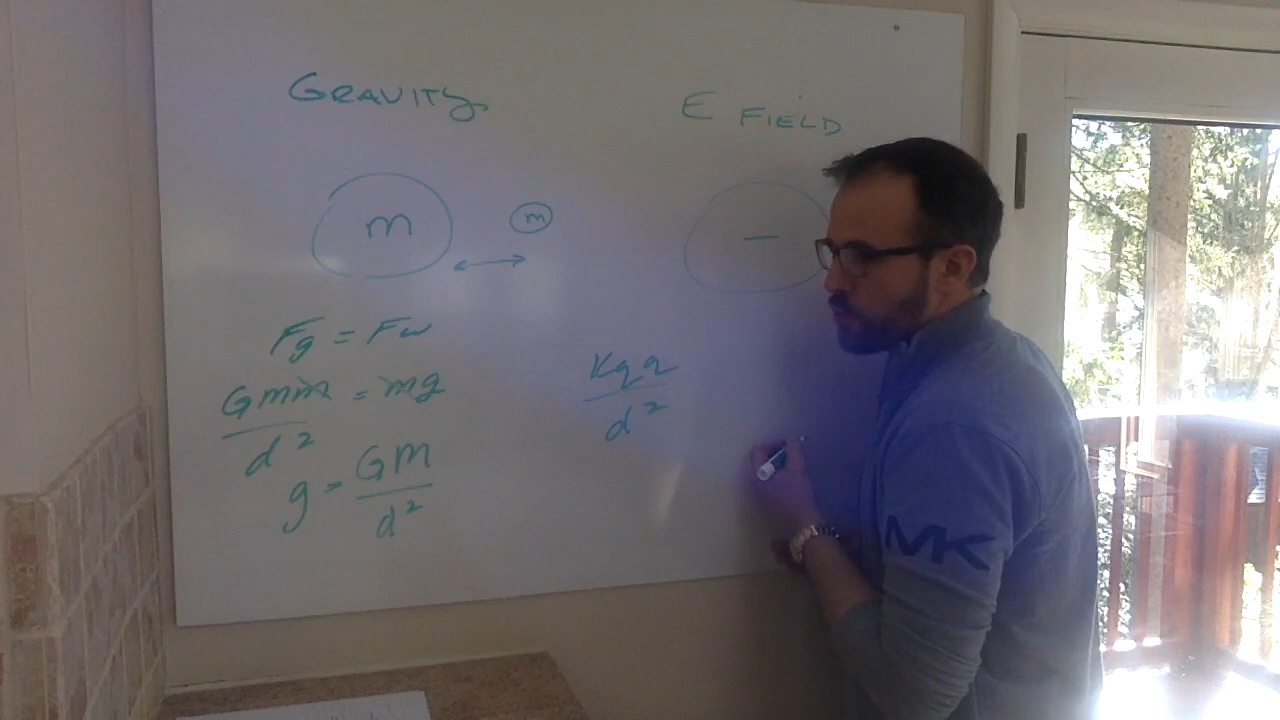 GRAVITY
E FIELD
m
m
—
Fg = Fw
Gmm/d² = mg
g = GM/d²
Kqq/d²
MK